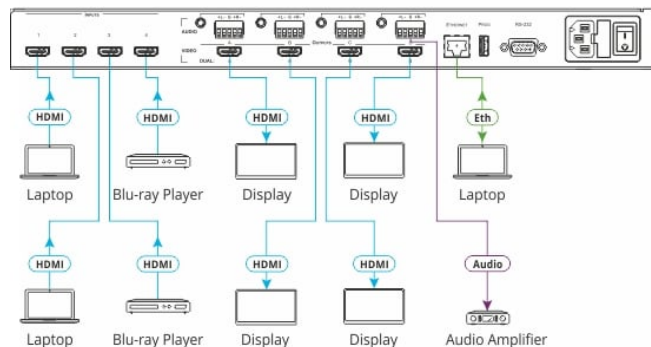 INPUTS
+L- G +R- +L- G +R- +L- G +R- +L- G +R-
ETHERNET PROG RS-232
AUDIO
1 2 3 4
VIDEO
DUAL:
HDMI HDMI HDMI HDMI Eth
Laptop Blu-ray Player Display Display Laptop
HDMI HDMI HDMI HDMI Audio
Laptop Blu-ray Player Display Display Audio Amplifier